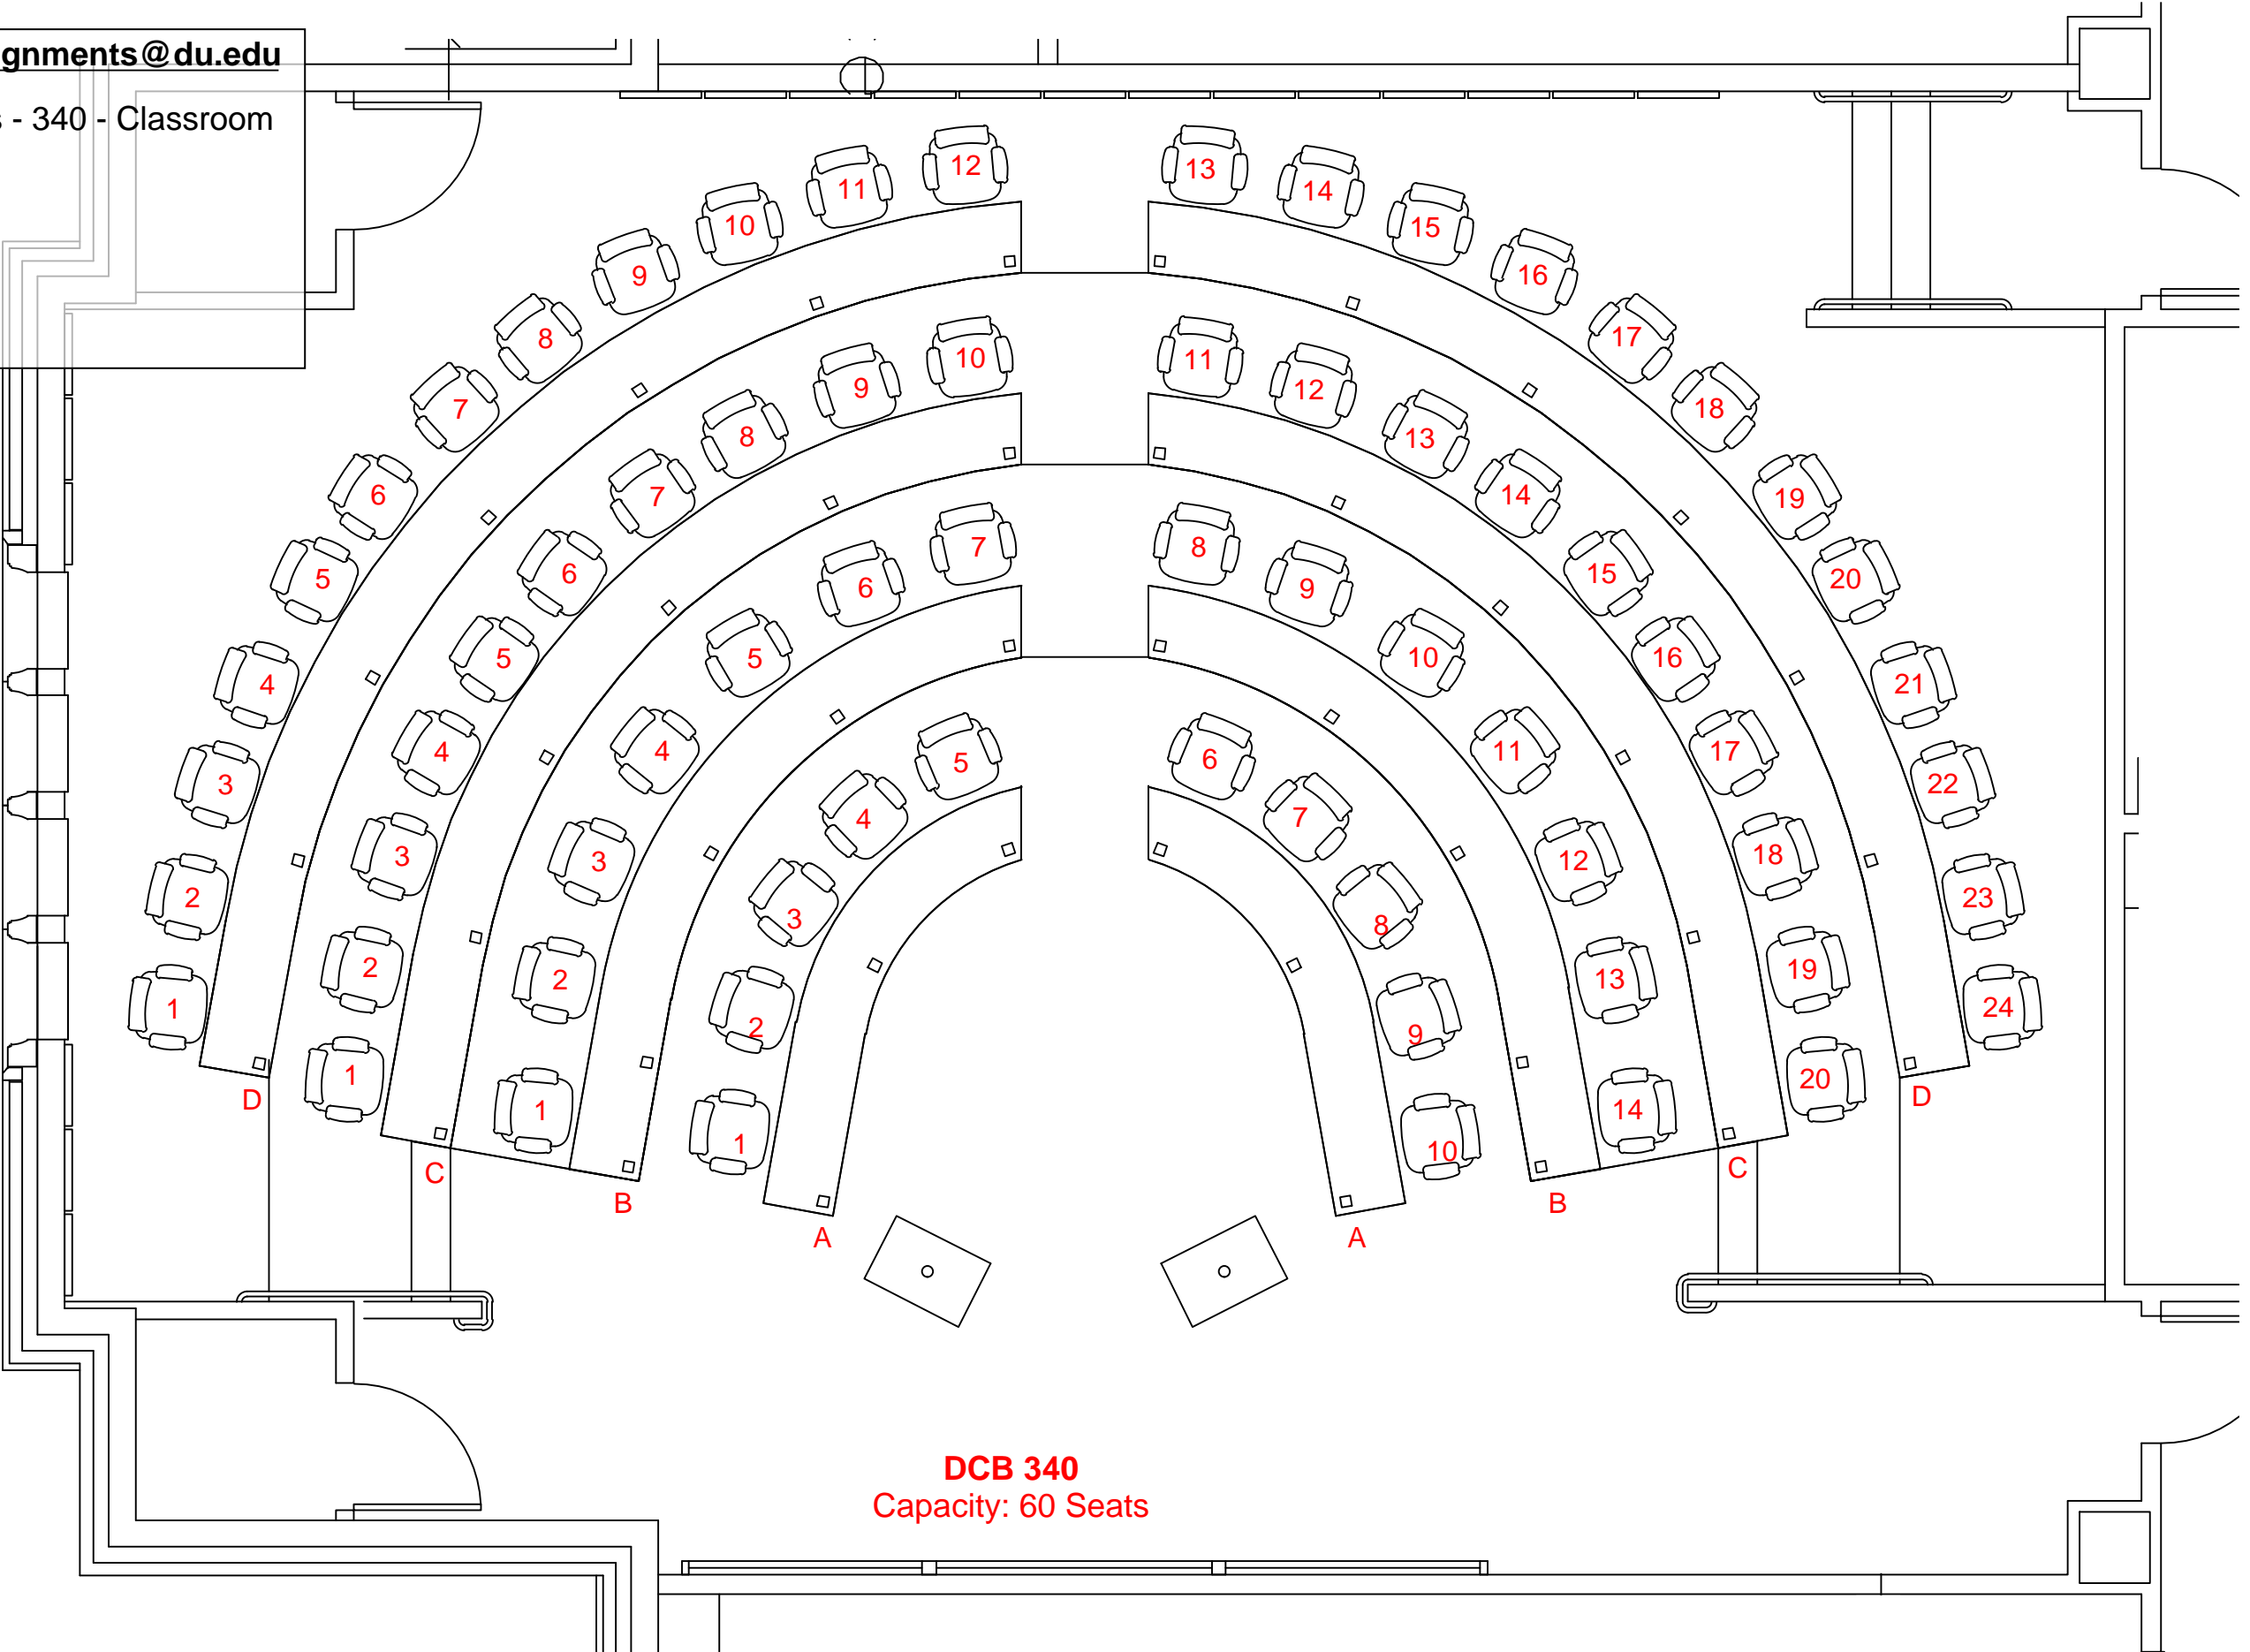 gnments@du.edu
s - 340 - Classroom
1 2 3 4 5 6 7 8 9 10 11 12 13 14 15 16 17 18 19 20 21 22 23 24
D D
1 2 3 4 5 6 7 8 9 10 11 12 13 14 15 16 17 18 19 20
C C
1 2 3 4 5 6 7 8 9 10 11 12 13 14
B B
1 2 3 4 5 6 7 8 9 10
A A
DCB 340
Capacity: 60 Seats